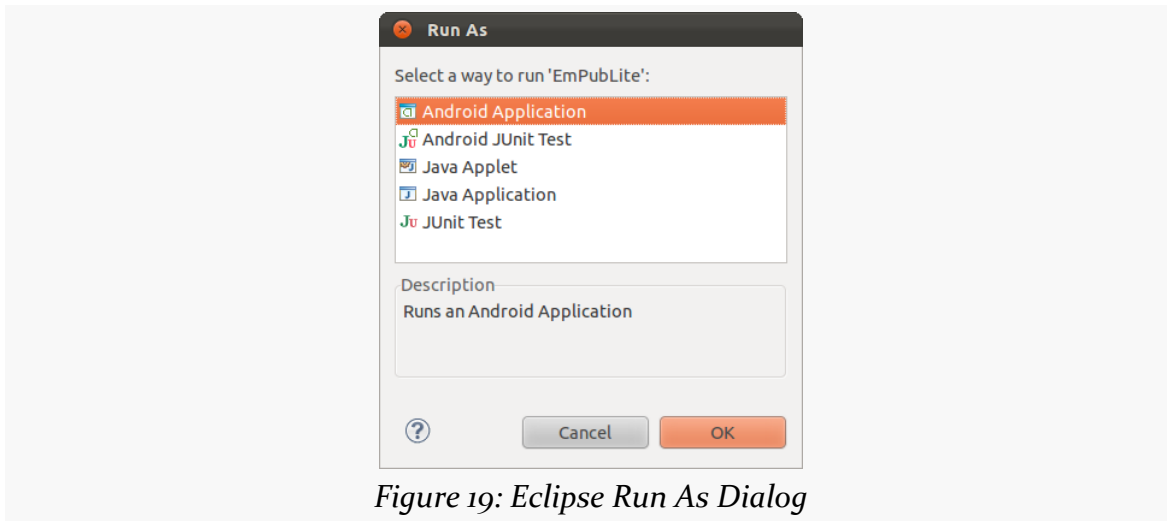 Run As
Select a way to run 'EmPubLite':
Android Application
Android JUnit Test
Java Applet
Java Application
JUnit Test
Description
Runs an Android Application
Cancel OK
Figure 19: Eclipse Run As Dialog